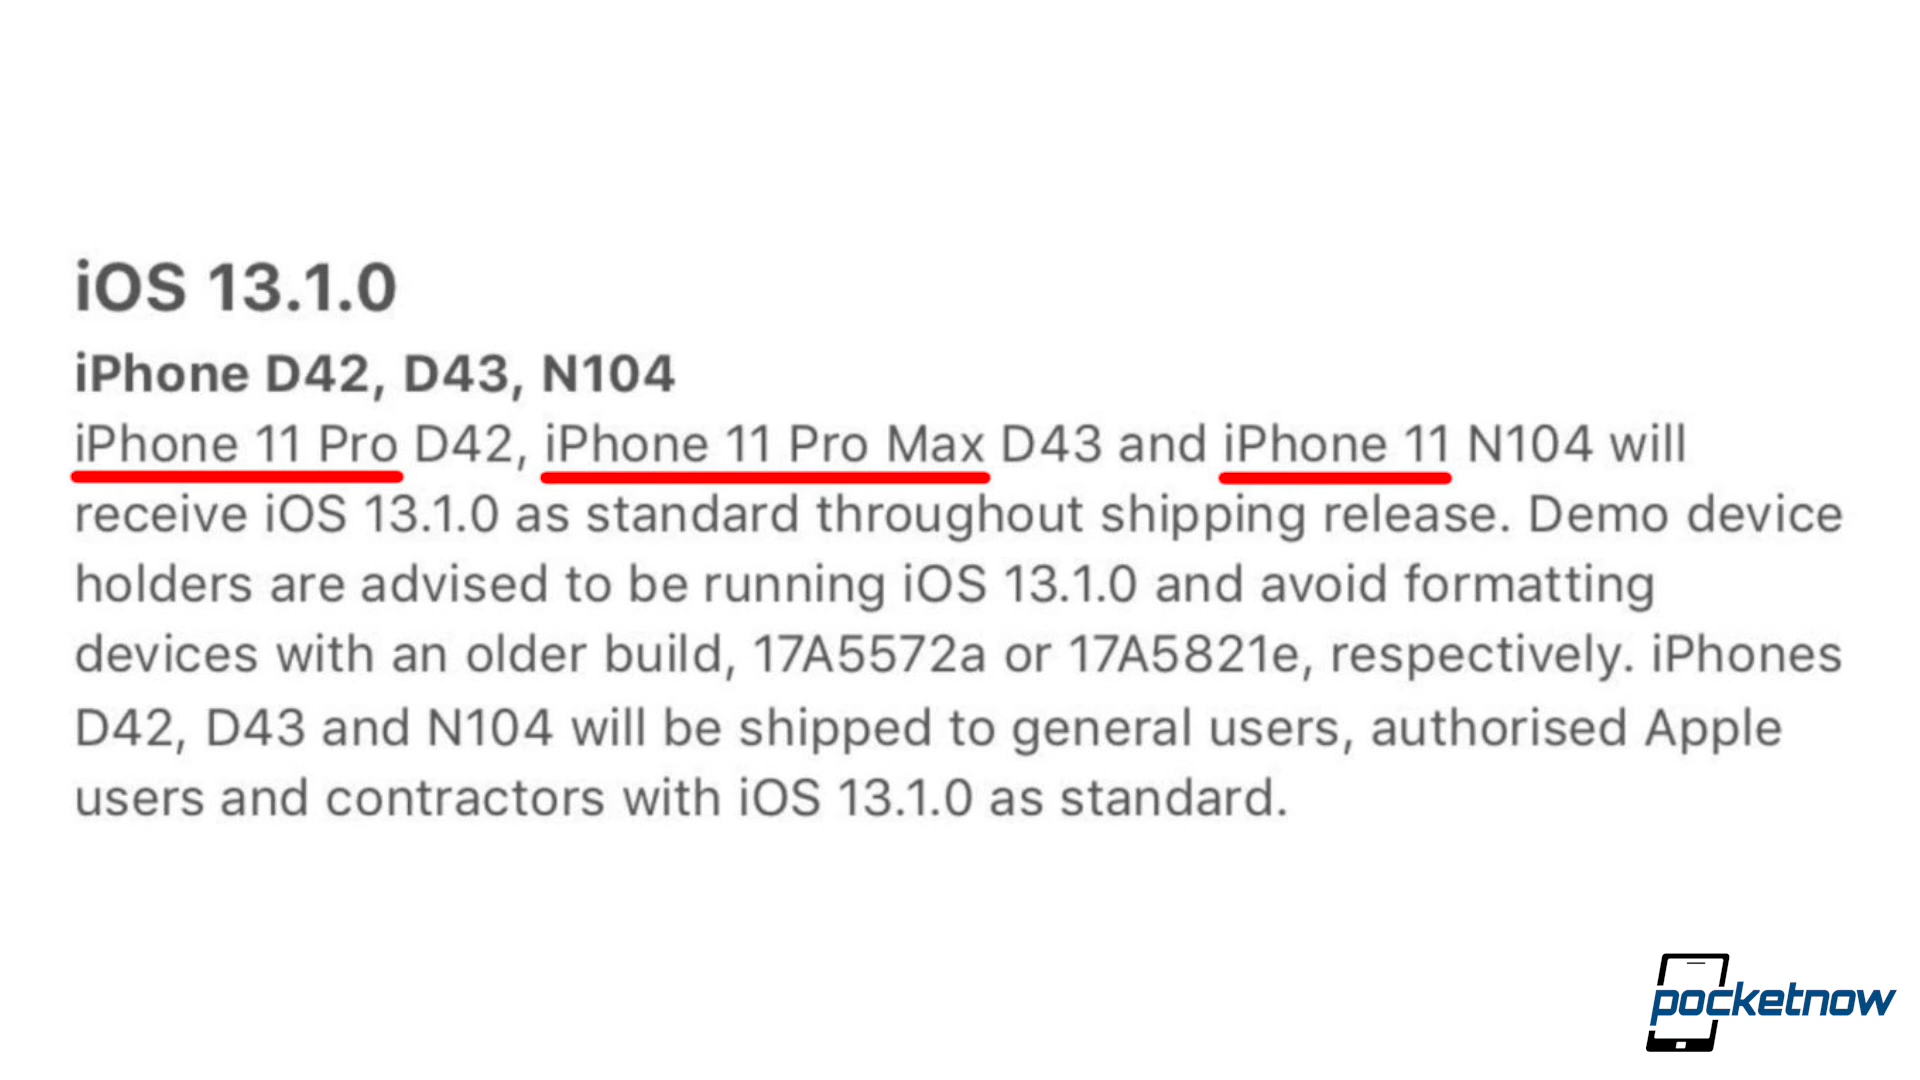 iOS 13.1.0
iPhone D42, D43, N104
iPhone 11 Pro D42, iPhone 11 Pro Max D43 and iPhone 11 N104 will
receive iOS 13.1.0 as standard throughout shipping release. Demo device
holders are advised to be running iOS 13.1.0 and avoid formatting
devices with an older build, 17A5572a or 17A5821e, respectively. iPhones
D42, D43 and N104 will be shipped to general users, authorised Apple
users and contractors with iOS 13.1.0 as standard.
pocketnow